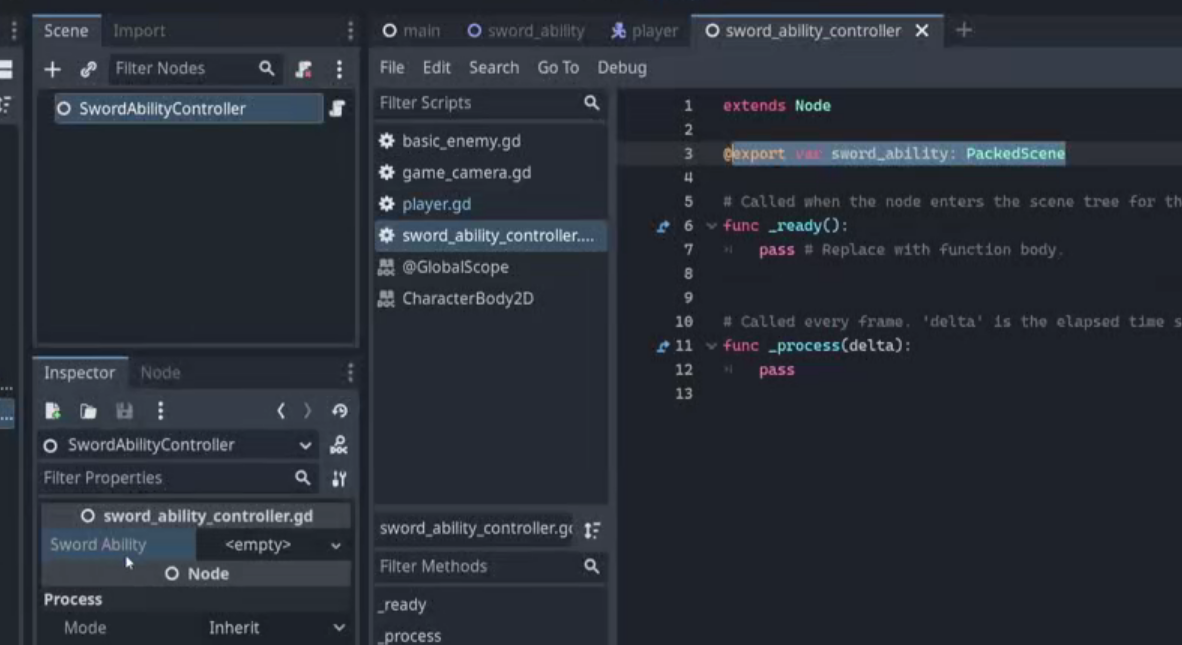 Scene Import
Filter Nodes
SwordAbilityController
Inspector Node
SwordAbilityController
Filter Properties
sword_ability_controller.gd
Sword Ability <empty>
Node
Process
Mode Inherit
main sword_ability player sword_ability_controller
File Edit Search Go To Debug
Filter Scripts
basic_enemy.gd
game_camera.gd
player.gd
sword_ability_controller....
@GlobalScope
CharacterBody2D
sword_ability_controller.gd
Filter Methods
_ready
_process
1 extends Node
2
3 @export var sword_ability: PackedScene
4
5 # Called when the node enters the scene tree for th
6 func _ready():
7 pass # Replace with function body.
8
9
10 # Called every frame. 'delta' is the elapsed time s
11 func _process(delta):
12 pass
13